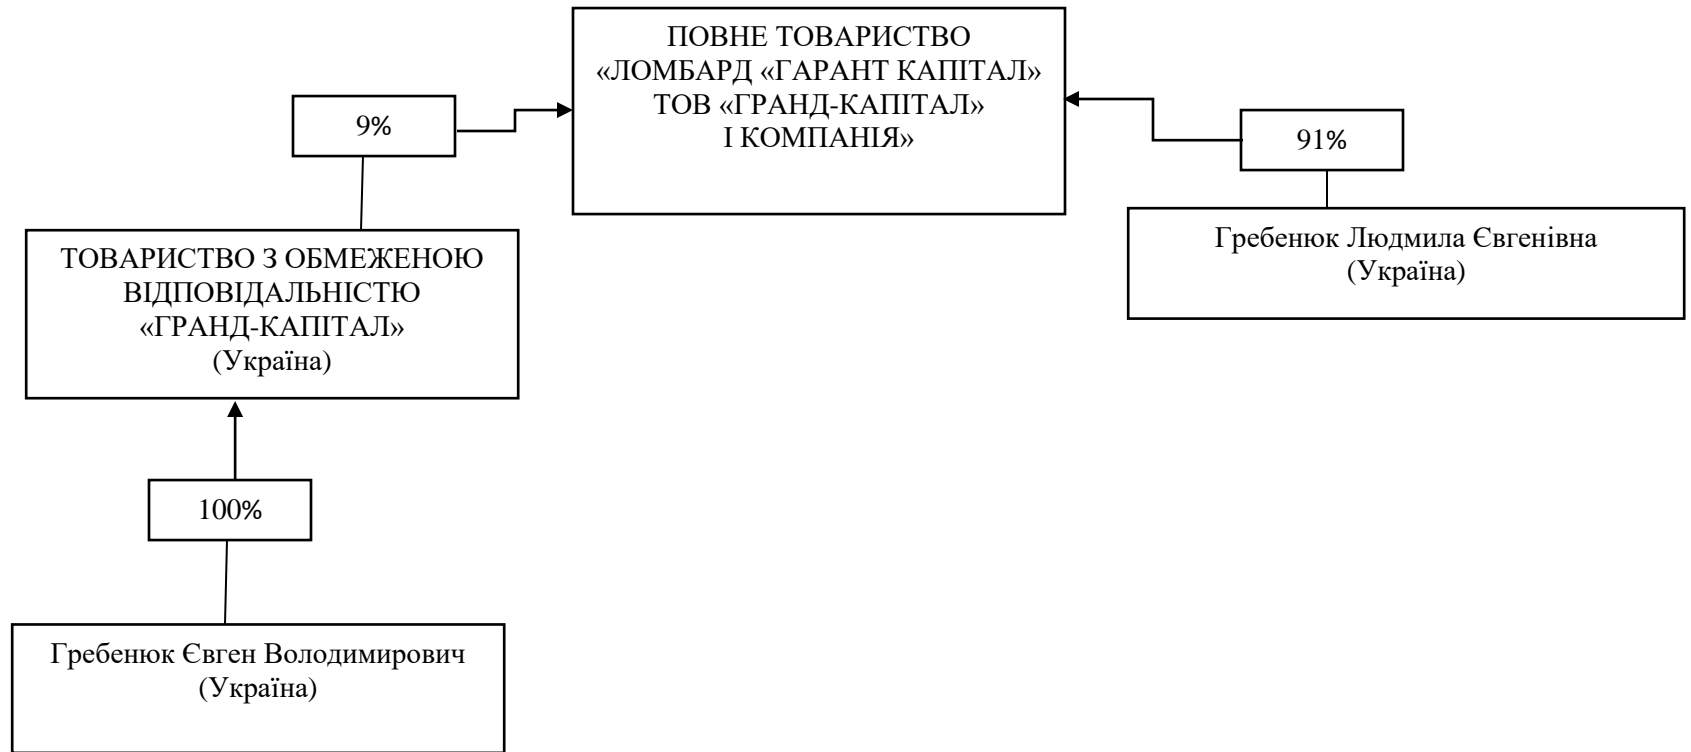 ПОВНЕ ТОВАРИСТВО
«ЛОМБАРД «ГАРАНТ КАПІТАЛ»
ТОВ «ГРАНД-КАПІТАЛ»
І КОМПАНІЯ»
9%
91%
ТОВАРИСТВО З ОБМЕЖЕНОЮ
ВІДПОВІДАЛЬНІСТЮ
«ГРАНД-КАПІТАЛ»
(Україна)
Гребенюк Людмила Євгенівна
(Україна)
100%
Гребенюк Євген Володимирович
(Україна)